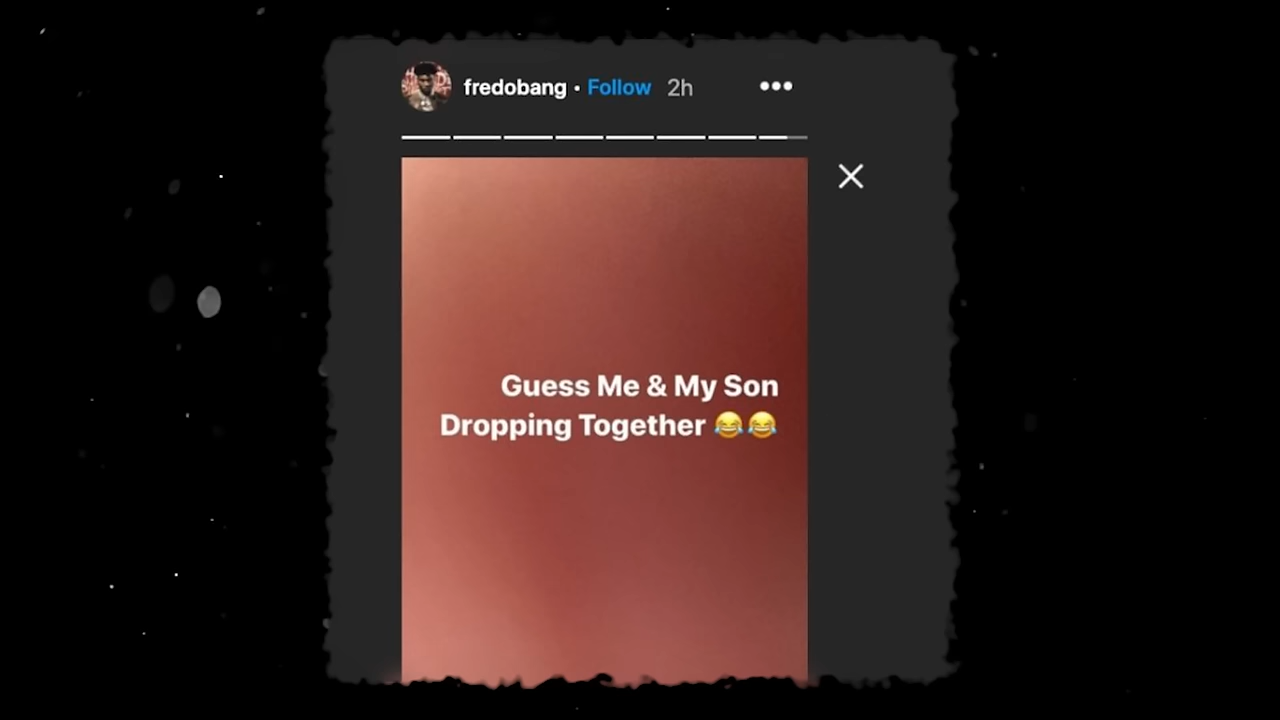 fredobang • Follow 2h
Guess Me & My Son
Dropping Together 😂😂